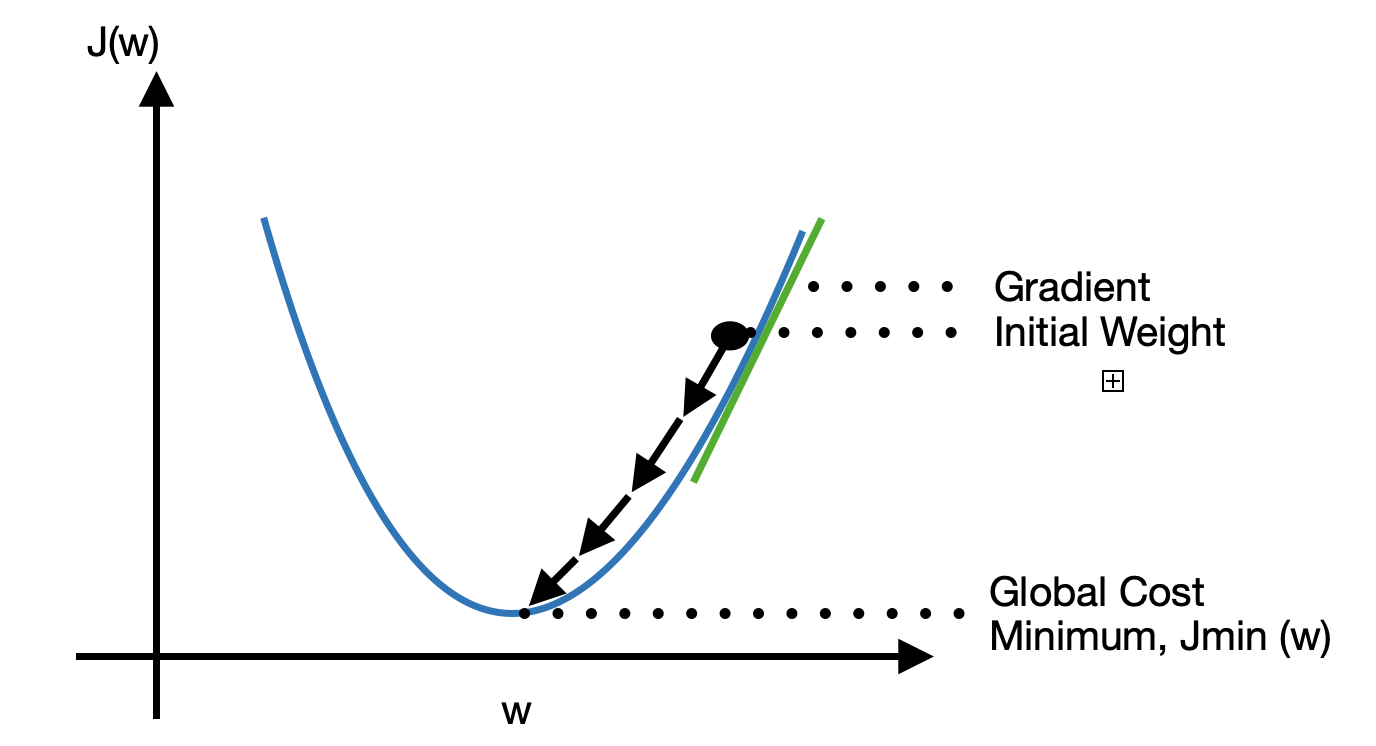 J(w)
Gradient
Initial Weight
Global Cost
Minimum, Jmin (w)
w